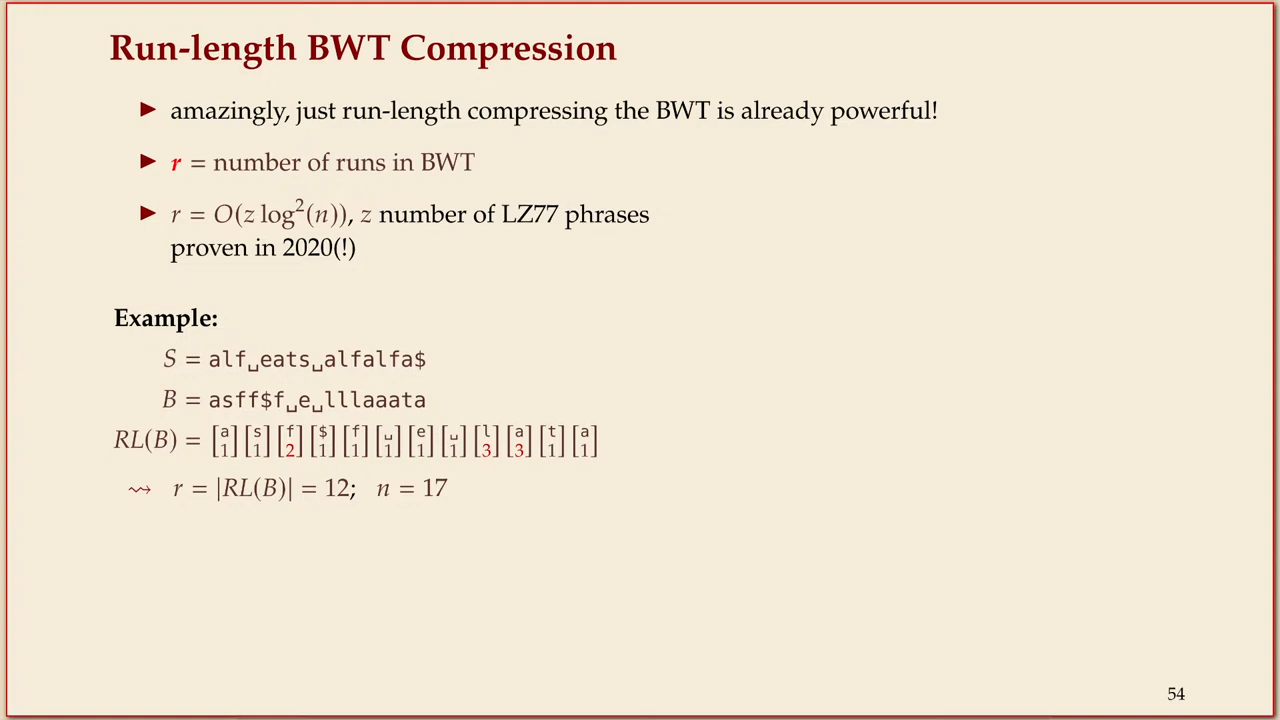 Run-length BWT Compression
▶ amazingly, just run-length compressing the BWT is already powerful!
▶ r = number of runs in BWT
▶ r = O(z log²(n)), z number of LZ77 phrases
proven in 2020(!)
Example:
S = alf␣eats␣alfalfa$
B = asff$f␣e␣lllaaata
RL(B) = [a 1] [s 1] [f 2] [$ 1] [f 1] [␣ 1] [e 1] [␣ 1] [l 3] [a 3] [t 1] [a 1]
⇝ r = |RL(B)| = 12; n = 17
54